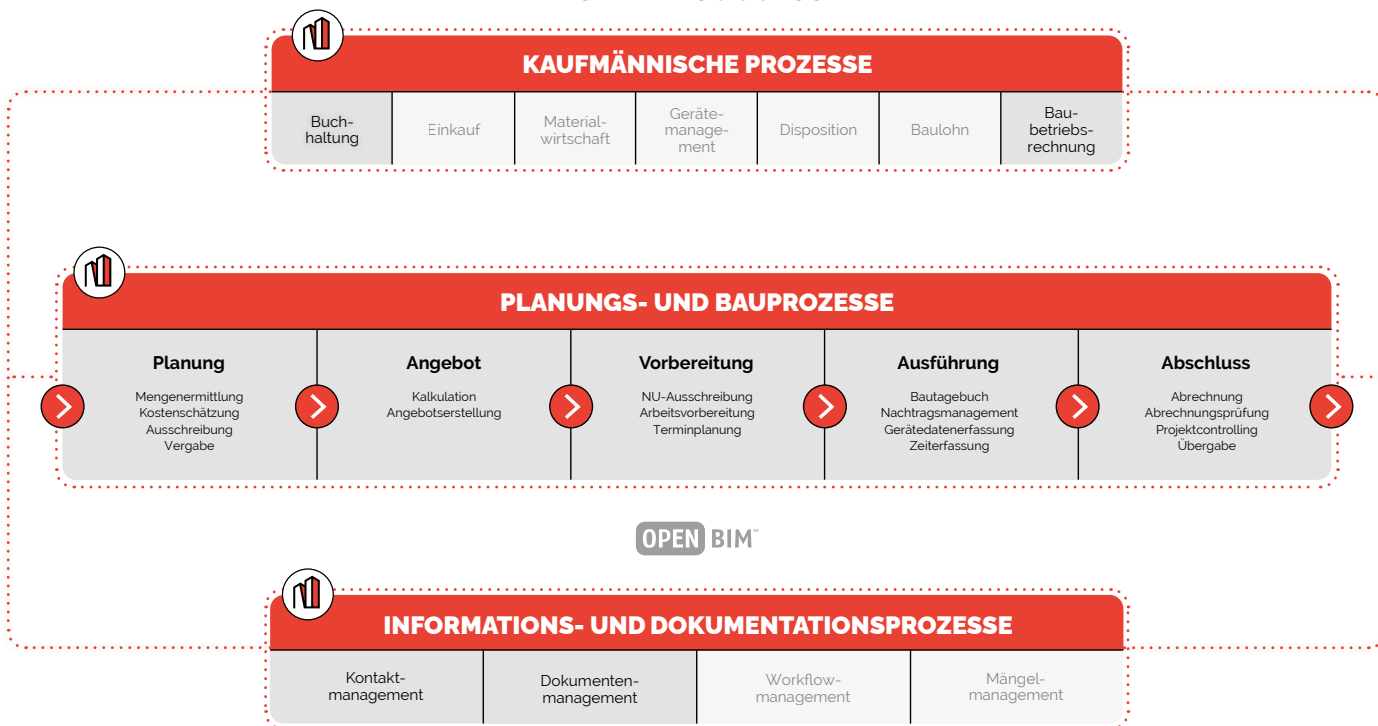 KAUFMÄNNISCHE PROZESSE
Buch-
haltung
Einkauf
Material-
wirtschaft
Geräte-
manage-
ment
Disposition
Baulohn
Bau-
betriebs-
rechnung
PLANUNGS- UND BAUPROZESSE
Planung
Mengenermittlung
Kostenschätzung
Ausschreibung
Vergabe
Angebot
Kalkulation
Angebotserstellung
Vorbereitung
NU-Ausschreibung
Arbeitsvorbereitung
Terminplanung
Ausführung
Bautagebuch
Nachtragsmanagement
Gerätedatenerfassung
Zeiterfassung
Abschluss
Abrechnung
Abrechnungsprüfung
Projektcontrolling
Übergabe
OPEN BIM™
INFORMATIONS- UND DOKUMENTATIONSPROZESSE
Kontakt-
management
Dokumenten-
management
Workflow-
management
Mängel-
management